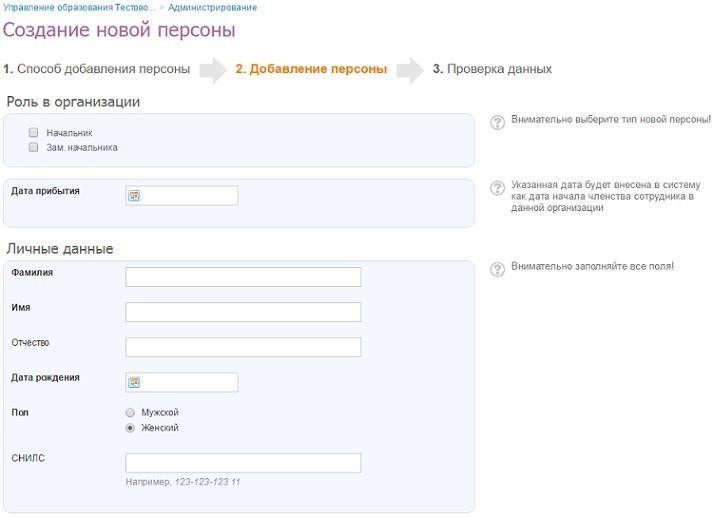 Управление образования Тестово... > Администрирование
Создание новой персоны
1. Способ добавления персоны 2. Добавление персоны 3. Проверка данных
Роль в организации
Начальник
Зам. начальника
Внимательно выберите тип новой персоны!
Дата прибытия
Указанная дата будет внесена в систему
как дата начала членства сотрудника в
данной организации
Личные данные
Фамилия
Внимательно заполняйте все поля!
Имя
Отчество
Дата рождения
Пол
Мужской
Женский
СНИЛС
Например, 123-123-123 11